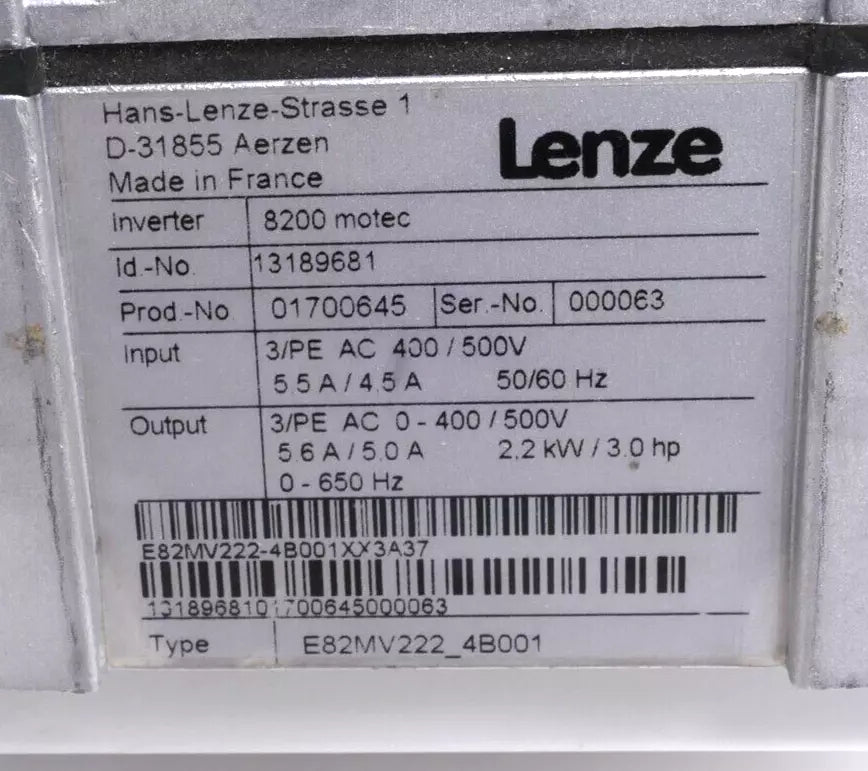 Hans-Lenze-Strasse 1
D-31855 Aerzen
Made in France
Lenze
Inverter 8200 motec
Id.-No. 13189681
Prod.-No 01700645 Ser.-No. 000063
Input 3/PE AC 400 / 500V
5.5 A / 4.5 A 50/60 Hz
Output 3/PE AC 0 - 400 / 500V
5.6 A / 5.0 A 2.2 kW / 3.0 hp
0 - 650 Hz
E82MV222-4B001XX3A37
1318968101700645000063
Type E82MV222_4B001